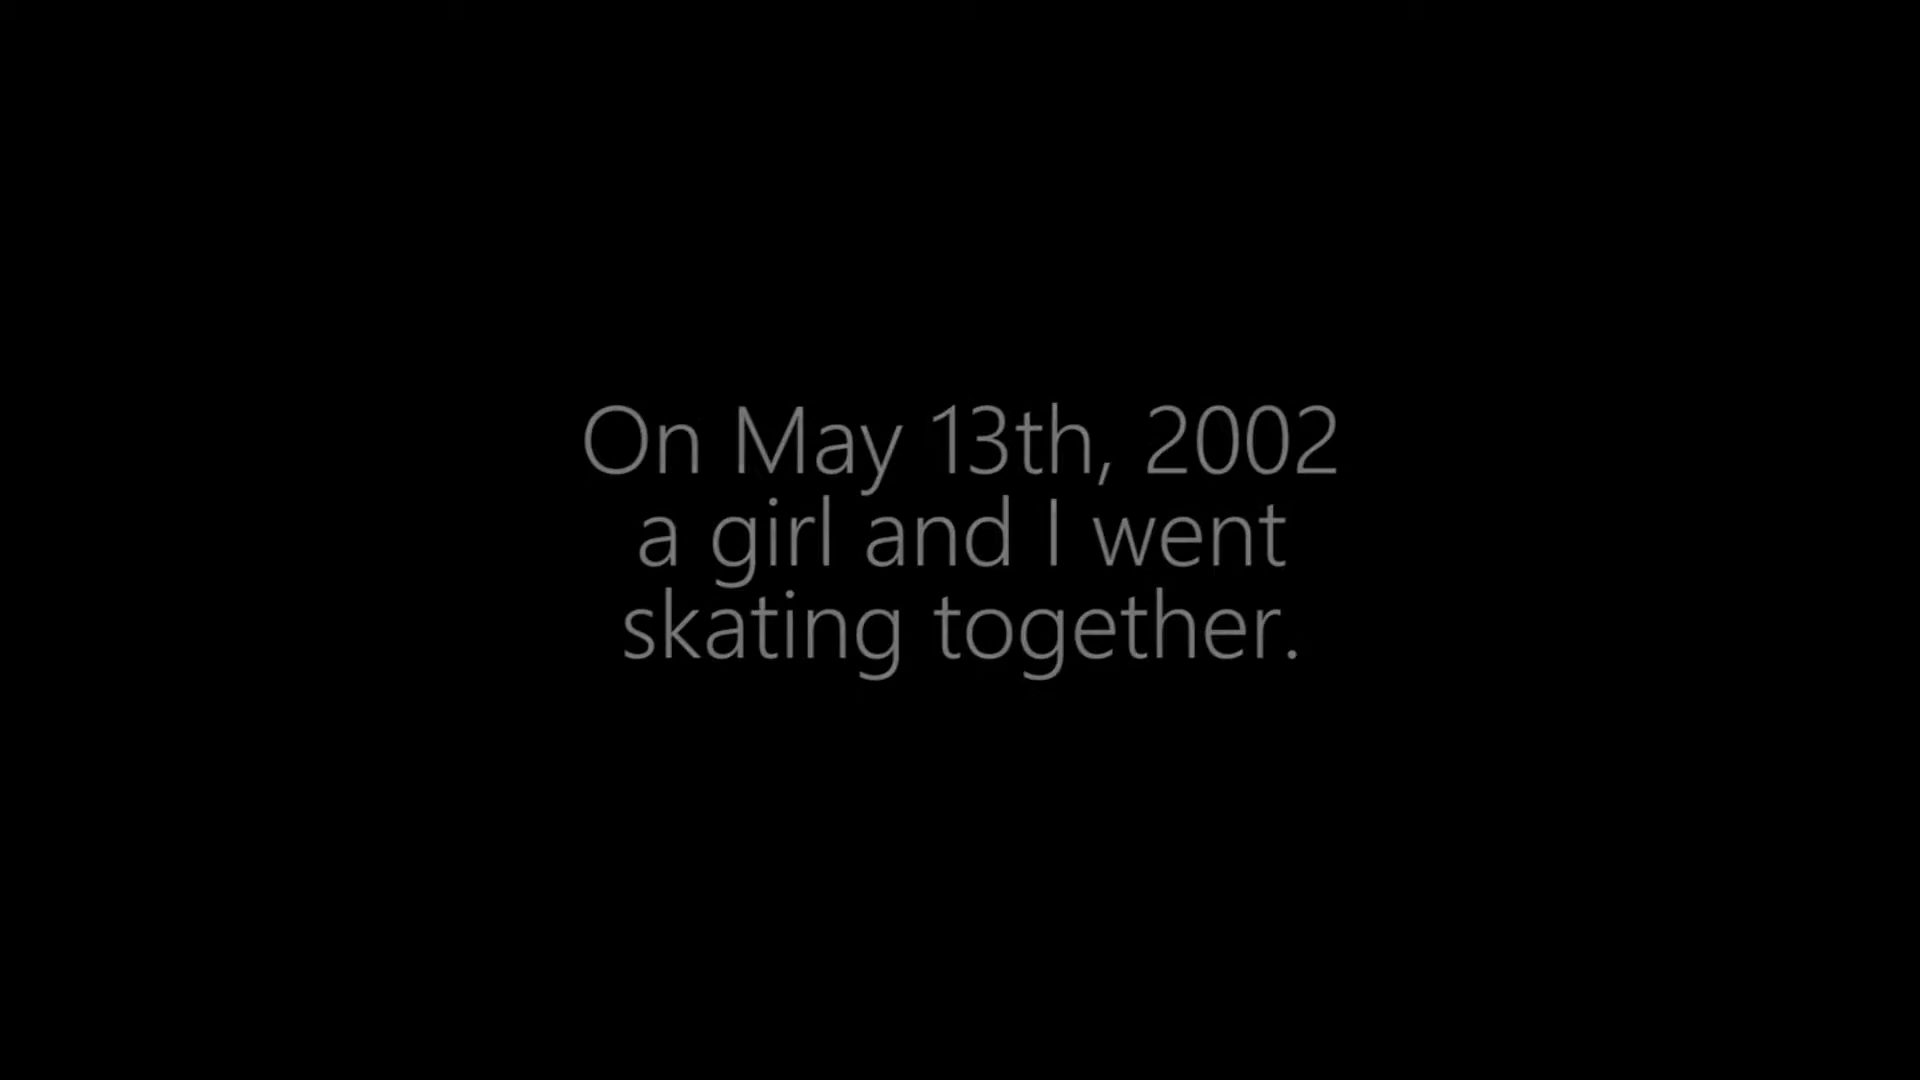 On May 13th, 2002
a girl and I went
skating together.